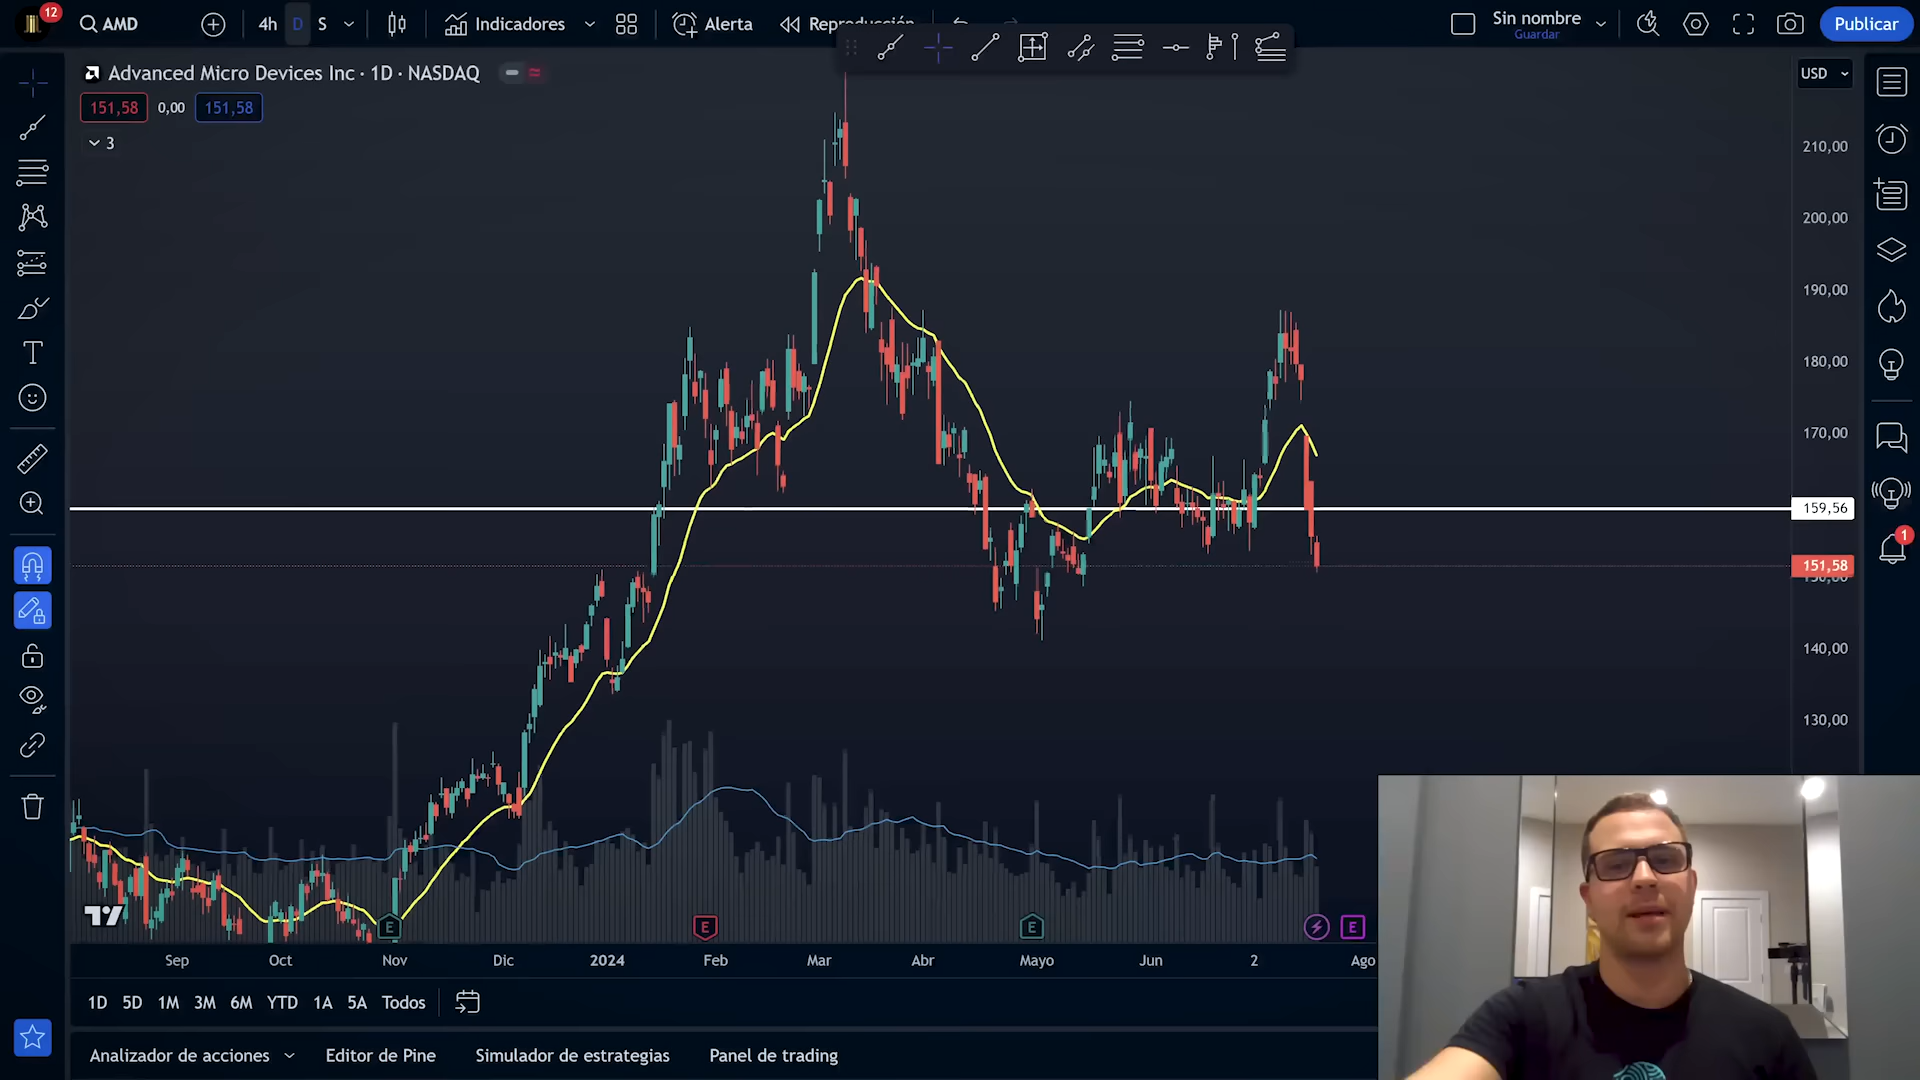 12
AMD
4h
D
S
Indicadores
Alerta
Reproducción
Sin nombre
Guardar
Publicar
Advanced Micro Devices Inc · 1D · NASDAQ
USD
151,58
0,00
151,58
3
210,00
200,00
190,00
180,00
170,00
159,56
151,58
150,00
140,00
130,00
1
E
E
E
E
Sep
Oct
Nov
Dic
2024
Feb
Mar
Abr
Mayo
Jun
2
Ago
1D
5D
1M
3M
6M
YTD
1A
5A
Todos
Analizador de acciones
Editor de Pine
Simulador de estrategias
Panel de trading